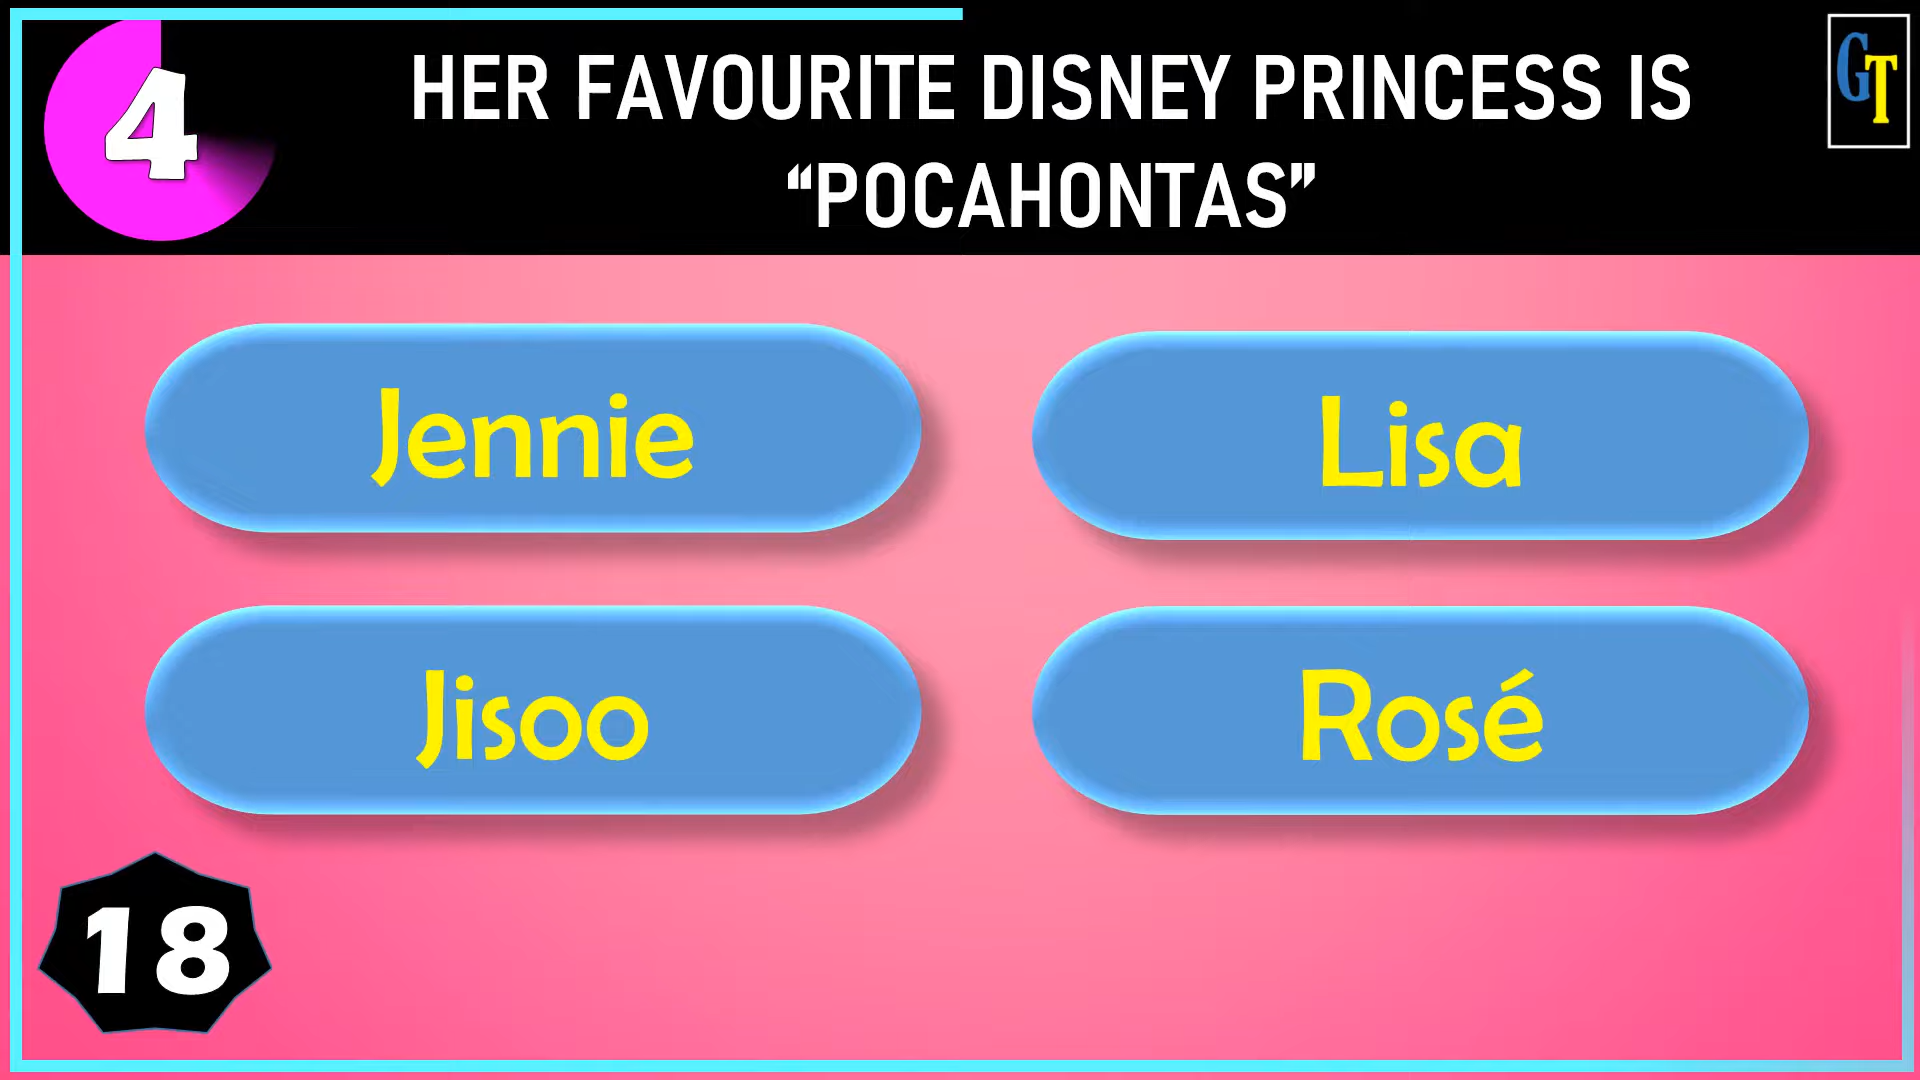 4
HER FAVOURITE DISNEY PRINCESS IS
“POCAHONTAS”
GT
Jennie
Lisa
Jisoo
Rosé
18